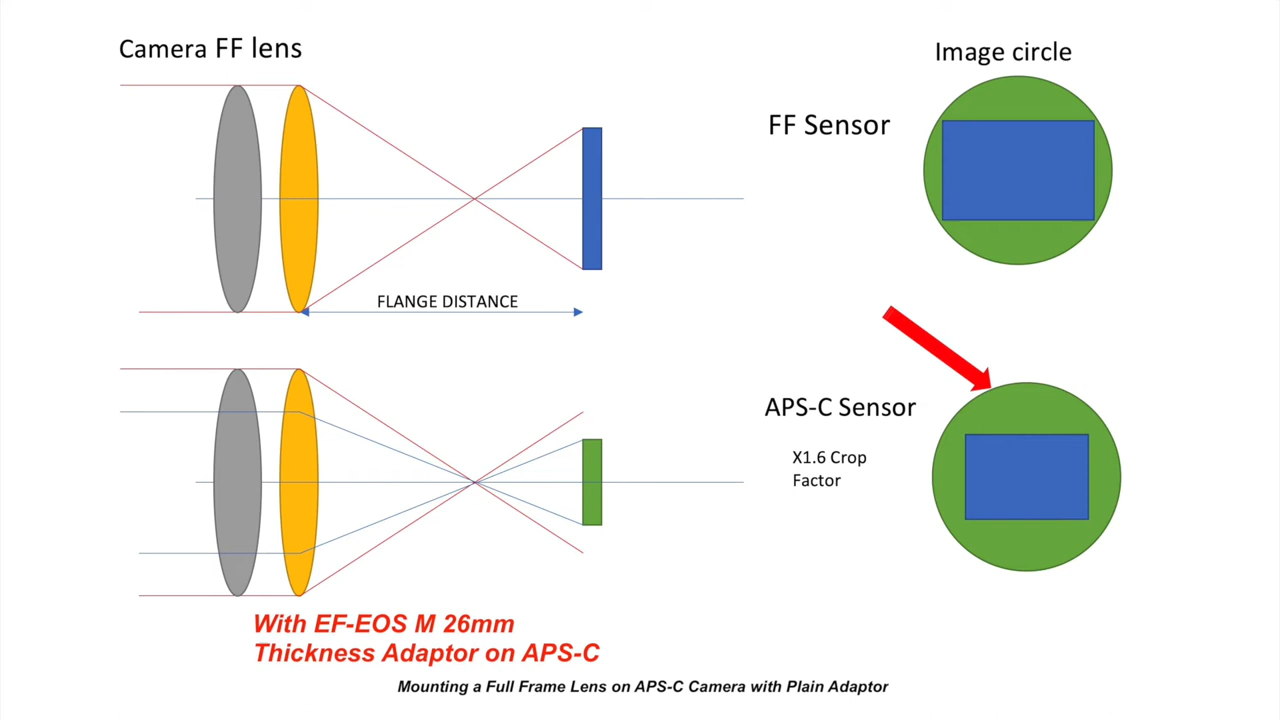 Camera FF lens
Image circle
FF Sensor
FLANGE DISTANCE
APS-C Sensor
X1.6 Crop
Factor
With EF-EOS M 26mm
Thickness Adaptor on APS-C
Mounting a Full Frame Lens on APS-C Camera with Plain Adaptor